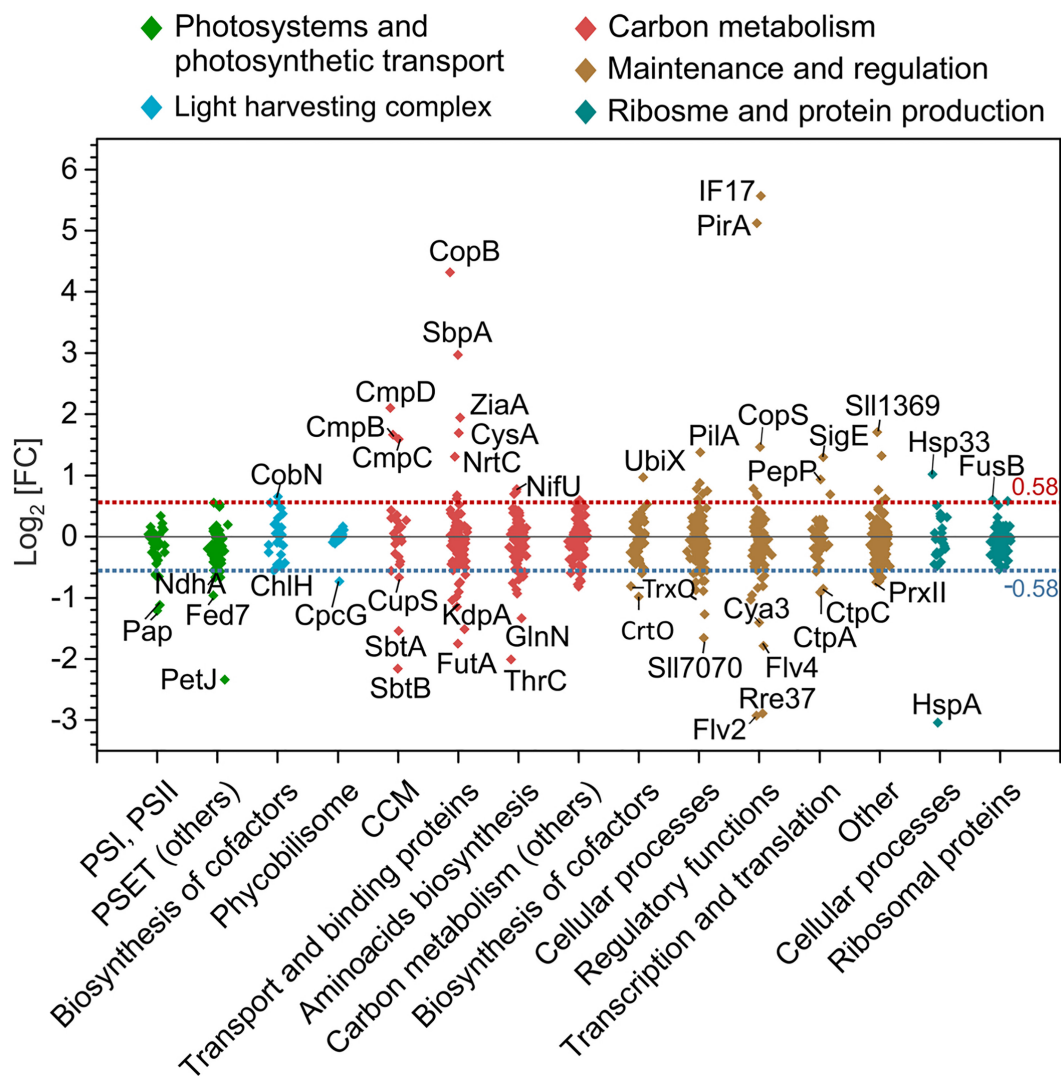 Photosystems and
photosynthetic transport
Light harvesting complex
Carbon metabolism
Maintenance and regulation
Ribosme and protein production
Log2 [FC]
6
5
4
3
2
1
0
-1
-2
-3
IF17
PirA
CopB
SbpA
CmpD
ZiaA
CmpB
CysA
CmpC
NrtC
CobN
NifU
UbiX
PilA
CopS
PepP
SigE
Sll1369
Hsp33
FusB
0.58
-0.58
NdhA
Fed7
Pap
PetJ
ChlH
CpcG
CupS
SbtA
SbtB
KdpA
FutA
GlnN
ThrC
TrxQ
CrtO
Sll7070
Cya3
Flv4
Rre37
Flv2
CtpC
CtpA
PrxII
HspA
PSI, PSII
PSET (others)
Biosynthesis of cofactors
Phycobilisome
CCM
Transport and binding proteins
Aminoacids biosynthesis
Carbon metabolism (others)
Biosynthesis of cofactors
Cellular processes
Regulatory functions
Transcription and translation
Other
Cellular processes
Ribosomal proteins